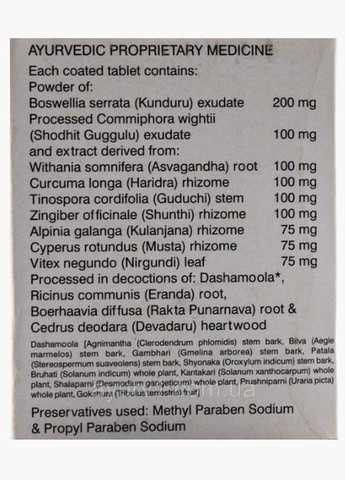 AYURVEDIC PROPRIETARY MEDICINE
Each coated tablet contains:
Powder of:
Boswellia serrata (Kunduru) exudate 200 mg
Processed Commiphora wightii
(Shodhit Guggulu) exudate 100 mg
and extract derived from:
Withania somnifera (Asvagandha) root 100 mg
Curcuma longa (Haridra) rhizome 100 mg
Tinospora cordifolia (Guduchi) stem 100 mg
Zingiber officinale (Shunthi) rhizome 100 mg
Alpinia galanga (Kulanjana) rhizome 75 mg
Cyperus rotundus (Musta) rhizome 75 mg
Vitex negundo (Nirgundi) leaf 75 mg
Processed in decoctions of: Dashamoola*,
Ricinus communis (Eranda) root,
Boerhaavia diffusa (Rakta Punarnava) root &
Cedrus deodara (Devadaru) heartwood
Dashamoola [Agnimantha (Clerodendrum phlomidis) stem bark, Bilva (Aegle
marmelos) stem bark, Gambhari (Gmelina arborea) stem bark, Patala
(Stereospermum suaveolens) stem bark, Shyonaka (Oroxylum indicum) stem bark,
Bruhati (Solanum indicum) whole plant, Kantakari (Solanum xanthocarpum) whole
plant, Shalaparni (Desmodium gangeticum) whole plant, Prushniparni (Uraria picta)
whole plant, Gokshura (Tribulus terrestris) fruit]
Preservatives used: Methyl Paraben Sodium
& Propyl Paraben Sodium